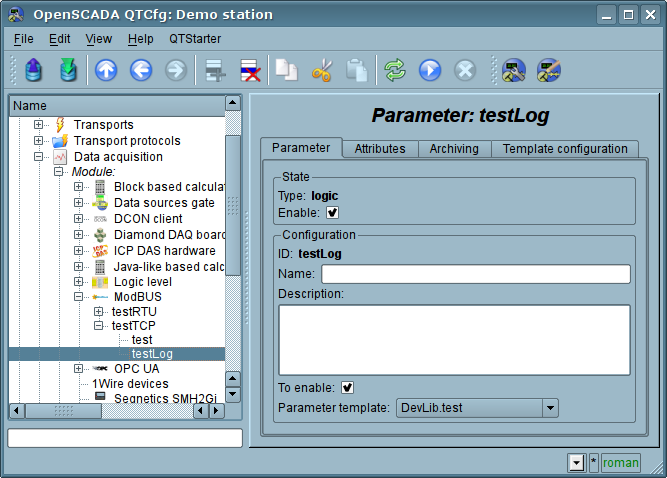 OpenSCADA QTCfg: Demo station
File Edit View Help QTStarter
Name
Transports
Transport protocols
Data acquisition
Module:
Block based calculat
Data sources gate
DCON client
Diamond DAQ board
ICP DAS hardware
Java-like based calc
Logic level
ModBUS
testRTU
testTCP
test
testLog
OPC UA
1Wire devices
Segnetics SMH2Gi
Parameter: testLog
Parameter Attributes Archiving Template configuration
State
Type: logic
Enable:
Configuration
ID: testLog
Name:
Description:
To enable:
Parameter template: DevLib.test
* roman